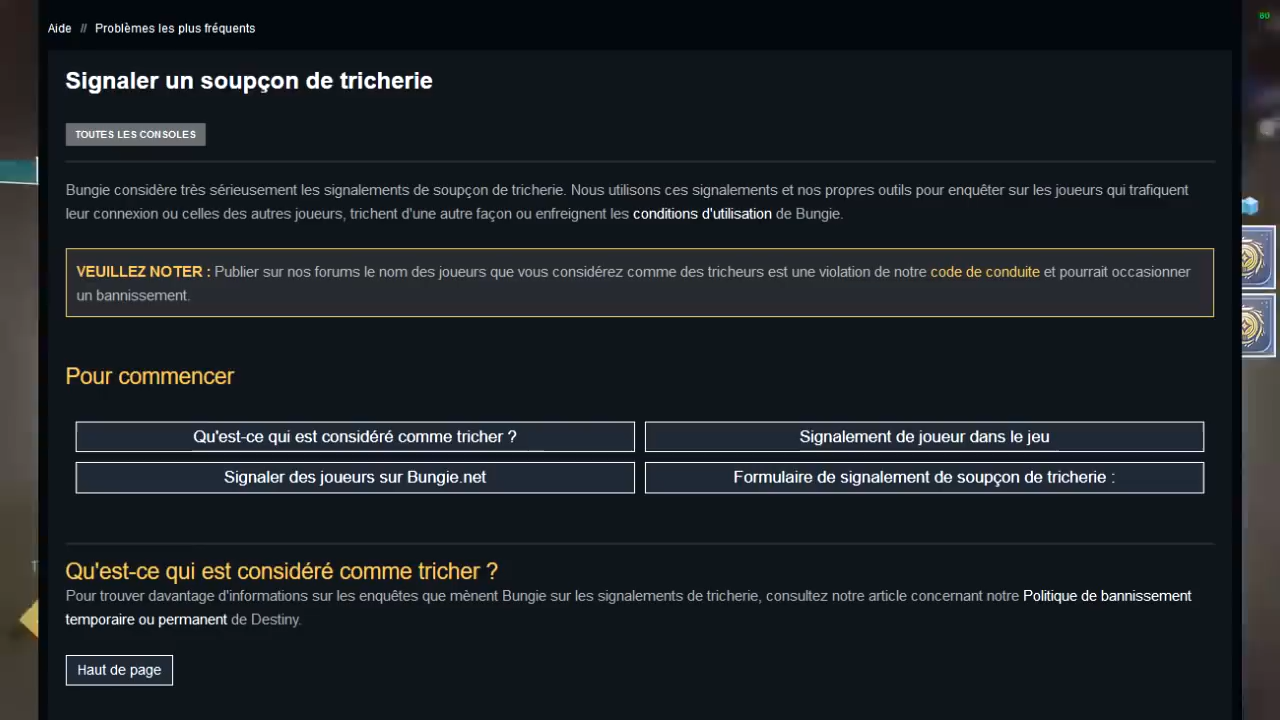 80
Aide // Problèmes les plus fréquents
Signaler un soupçon de tricherie
TOUTES LES CONSOLES
Bungie considère très sérieusement les signalements de soupçon de tricherie. Nous utilisons ces signalements et nos propres outils pour enquêter sur les joueurs qui trafiquent
leur connexion ou celles des autres joueurs, trichent d'une autre façon ou enfreignent les conditions d'utilisation de Bungie.
VEUILLEZ NOTER : Publier sur nos forums le nom des joueurs que vous considérez comme des tricheurs est une violation de notre code de conduite et pourrait occasionner
un bannissement.
Pour commencer
Qu'est-ce qui est considéré comme tricher ?
Signalement de joueur dans le jeu
Signaler des joueurs sur Bungie.net
Formulaire de signalement de soupçon de tricherie :
Qu'est-ce qui est considéré comme tricher ?
Pour trouver davantage d'informations sur les enquêtes que mènent Bungie sur les signalements de tricherie, consultez notre article concernant notre Politique de bannissement
temporaire ou permanent de Destiny.
Haut de page